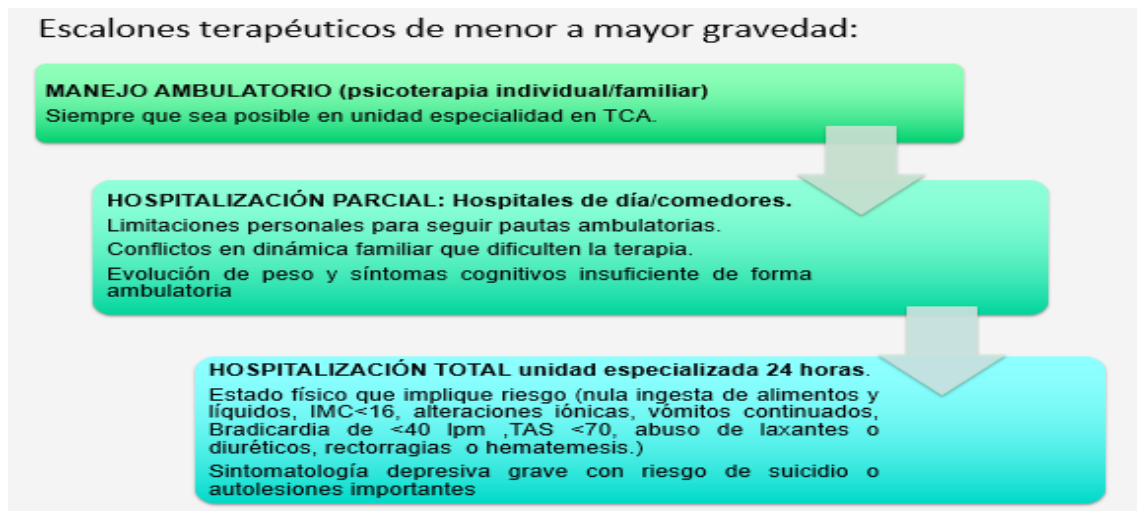 Escalones terapéuticos de menor a mayor gravedad:
MANEJO AMBULATORIO (psicoterapia individual/familiar)
Siempre que sea posible en unidad especialidad en TCA.
HOSPITALIZACIÓN PARCIAL: Hospitales de día/comedores.
Limitaciones personales para seguir pautas ambulatorias.
Conflictos en dinámica familiar que dificulten la terapia.
Evolución de peso y síntomas cognitivos insuficiente de forma
ambulatoria
HOSPITALIZACIÓN TOTAL unidad especializada 24 horas.
Estado físico que implique riesgo (nula ingesta de alimentos y
líquidos, IMC<16, alteraciones iónicas, vómitos continuados,
Bradicardia de <40 lpm ,TAS <70, abuso de laxantes o
diuréticos, rectorragias o hematemesis.)
Sintomatología depresiva grave con riesgo de suicidio o
autolesiones importantes